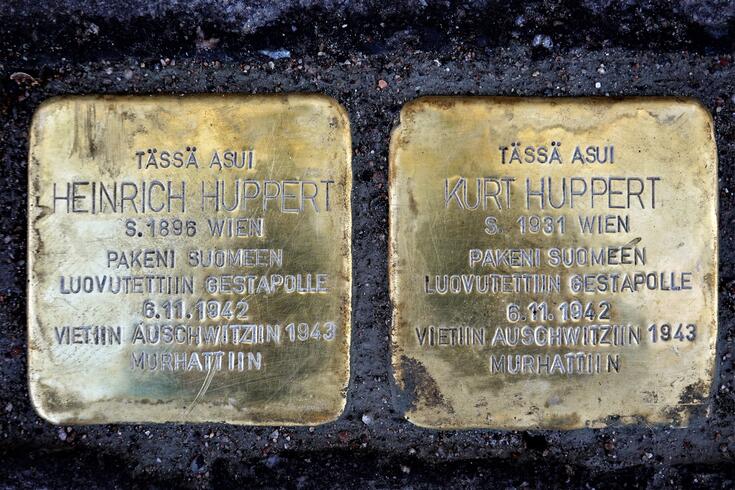 TÄSSÄ ASUI
HEINRICH HUPPERT
S. 1896 WIEN
PAKENI SUOMEEN
LUOVUTETTIIN GESTAPOLLE
6.11.1942
VIETIIN AUSCHWITZIIN 1943
MURHATTIIN
TÄSSÄ ASUI
KURT HUPPERT
S. 1931 WIEN
PAKENI SUOMEEN
LUOVUTETTIIN GESTAPOLLE
6.11.1942
VIETIIN AUSCHWITZIIN 1943
MURHATTIIN